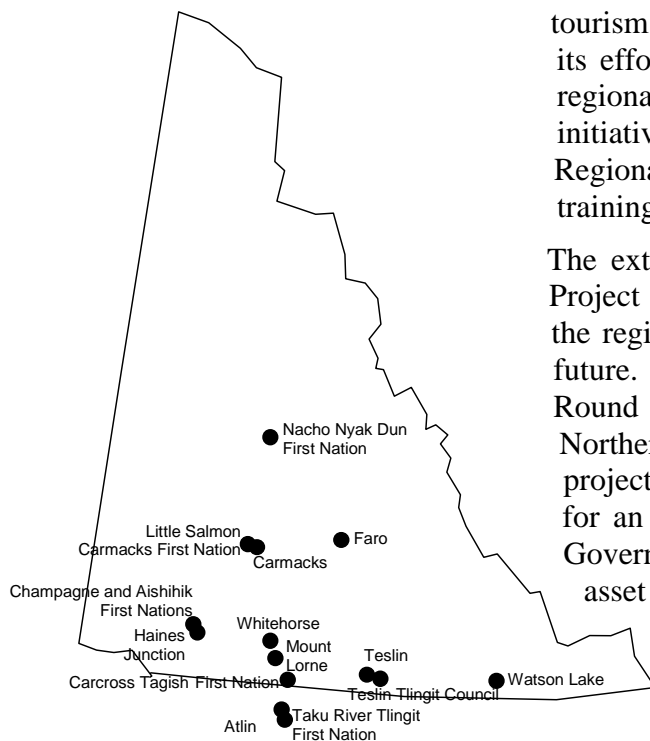 tourism
its effo
regiona
initiativ
Regiona
training
The ext
Project
the regi
future.
Round
Norther
project
for an
Govern
asset
Nacho Nyak Dun
First Nation
Little Salmon
Carmacks First Nation
Carmacks
Faro
Champagne and Aishihik
First Nations
Haines
Junction
Whitehorse
Mount
Lorne
Carcross Tagish First Nation
Teslin
Teslin Tlingit Council
Watson Lake
Atlin
Taku River Tlingit
First Nation